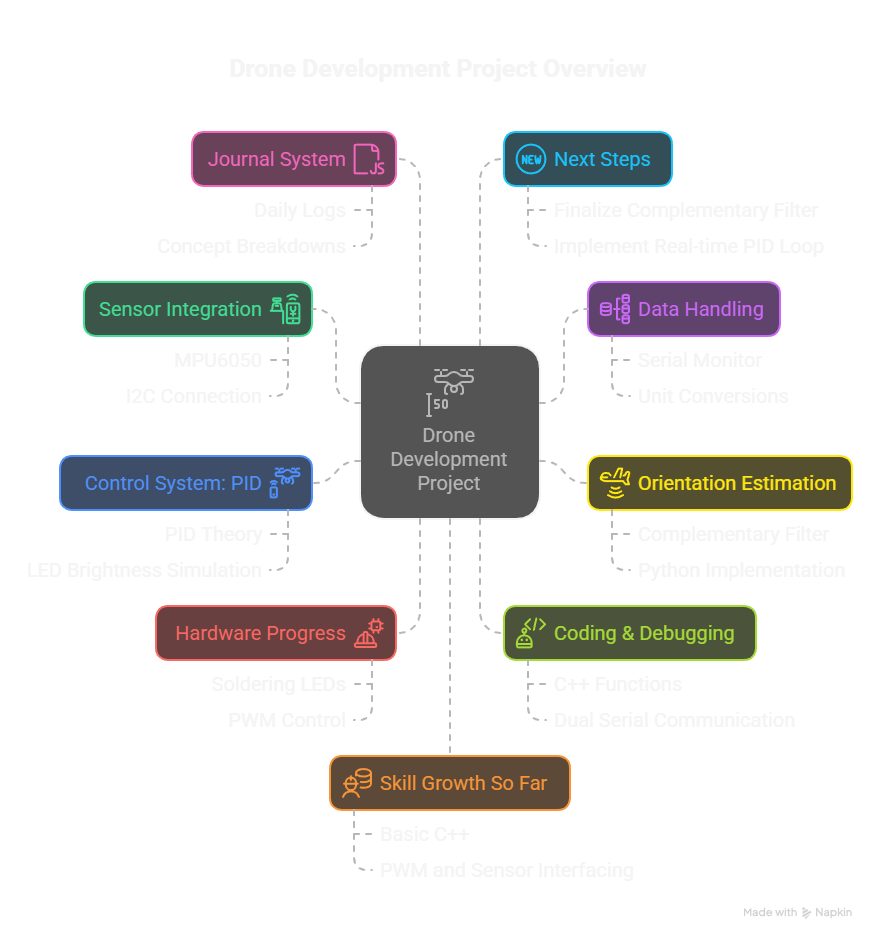 Drone Development Project Overview
Journal System
JS
Daily Logs
Concept Breakdowns
NEW
Next Steps
Finalize Complementary Filter
Implement Real-time PID Loop
Sensor Integration
MPU6050
I2C Connection
Data Handling
Serial Monitor
Unit Conversions
50
Drone
Development
Project
Control System: PID
PID Theory
LED Brightness Simulation
Orientation Estimation
Complementary Filter
Python Implementation
Hardware Progress
Soldering LEDs
PWM Control
Coding & Debugging
C++ Functions
Dual Serial Communication
Skill Growth So Far
Basic C++
PWM and Sensor Interfacing
Made with Napkin